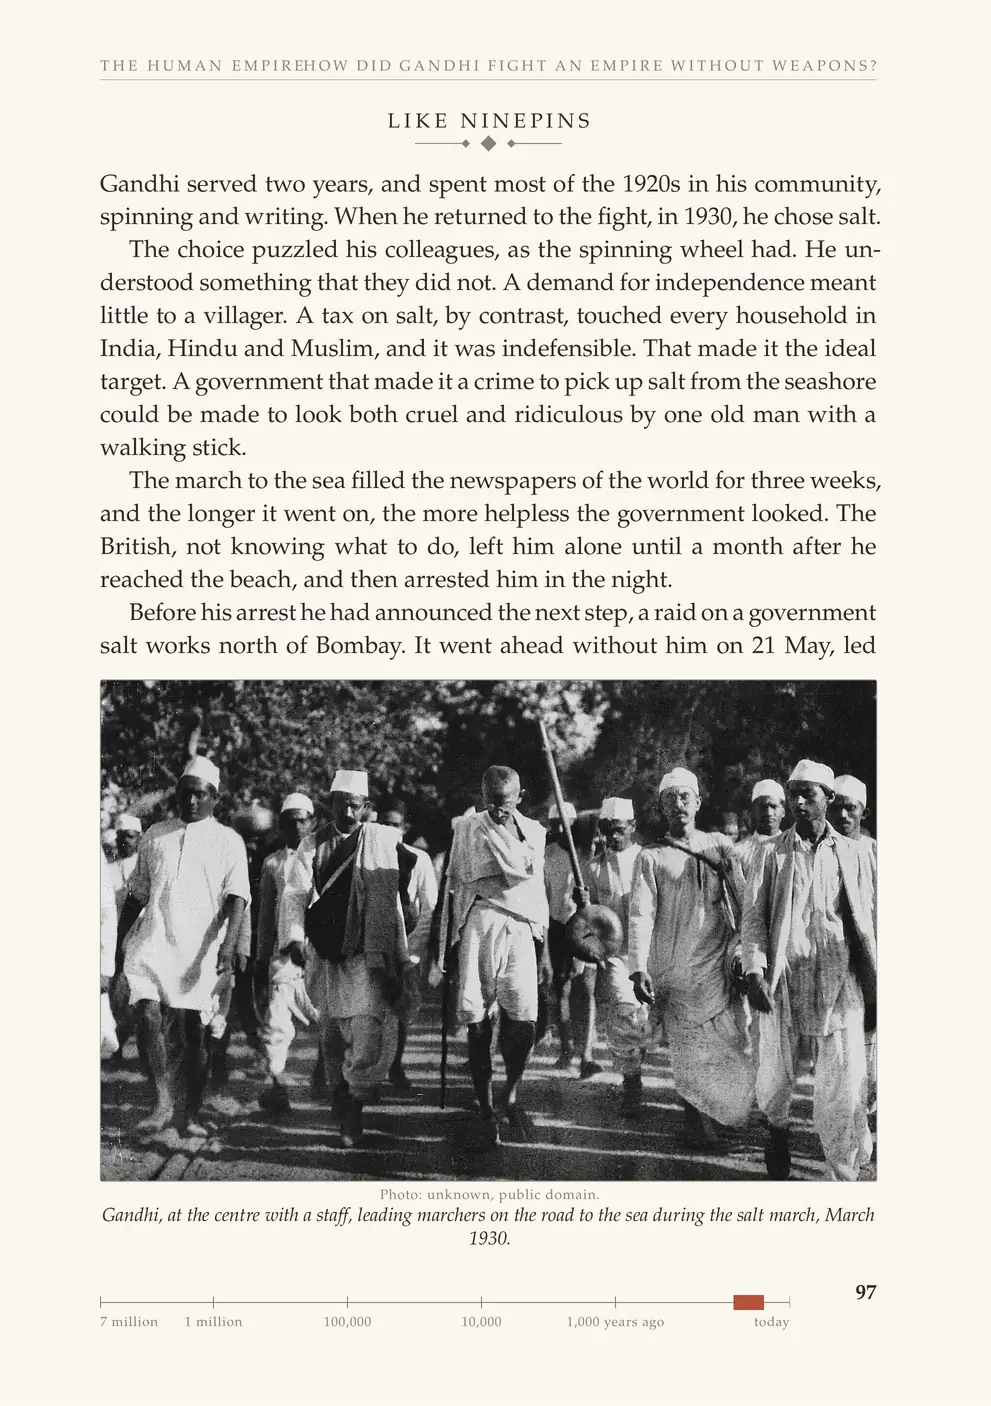 THE HUMAN EMPIREHOW DID GANDHI FIGHT AN EMPIRE WITHOUT WEAPONS?
LIKE NINEPINS
Gandhi served two years, and spent most of the 1920s in his community,
spinning and writing. When he returned to the fight, in 1930, he chose salt.
The choice puzzled his colleagues, as the spinning wheel had. He un-
derstood something that they did not. A demand for independence meant
little to a villager. A tax on salt, by contrast, touched every household in
India, Hindu and Muslim, and it was indefensible. That made it the ideal
target. A government that made it a crime to pick up salt from the seashore
could be made to look both cruel and ridiculous by one old man with a
walking stick.
The march to the sea filled the newspapers of the world for three weeks,
and the longer it went on, the more helpless the government looked. The
British, not knowing what to do, left him alone until a month after he
reached the beach, and then arrested him in the night.
Before his arrest he had announced the next step, a raid on a government
salt works north of Bombay. It went ahead without him on 21 May, led
Photo: unknown, public domain.
Gandhi, at the centre with a staff, leading marchers on the road to the sea during the salt march, March
1930.
97
7 million 1 million 100,000 10,000 1,000 years ago today